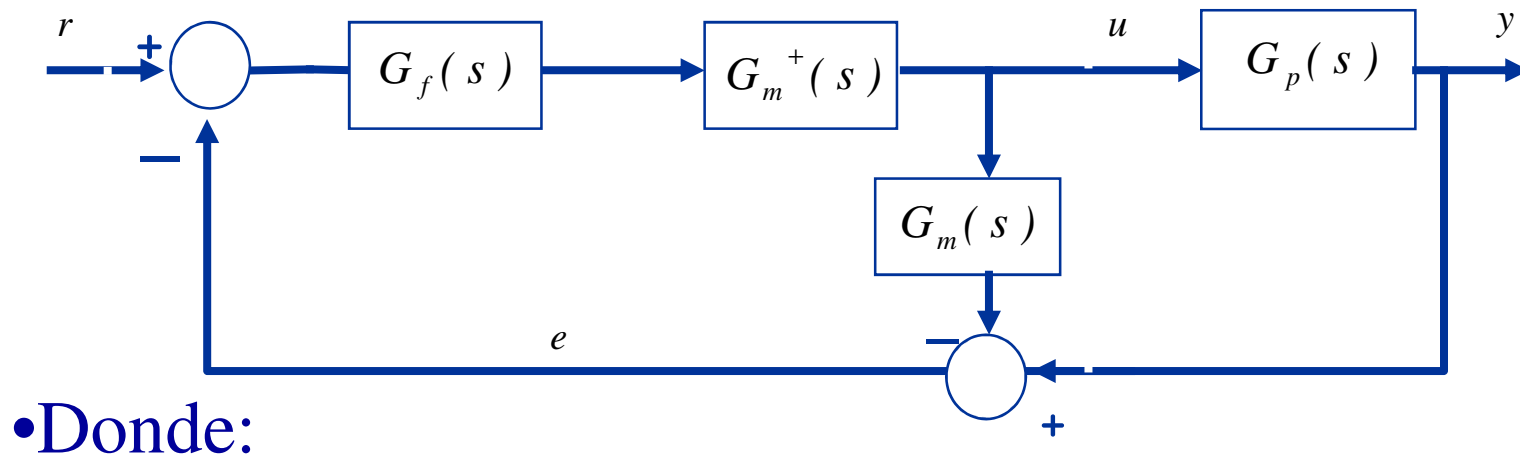 r
+
G_f( s )
G_m^+( s )
u
G_p( s )
y
−
G_m( s )
e
−
+
•Donde: